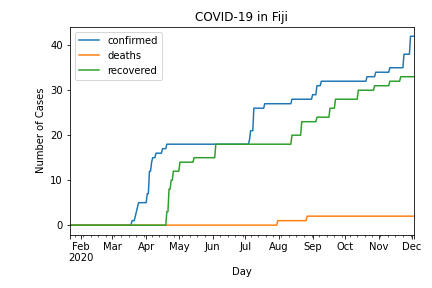 COVID-19 in Fiji
confirmed
deaths
recovered
Number of Cases
40
30
20
10
0
Feb Mar Apr May Jun Jul Aug Sep Oct Nov Dec
2020
Day